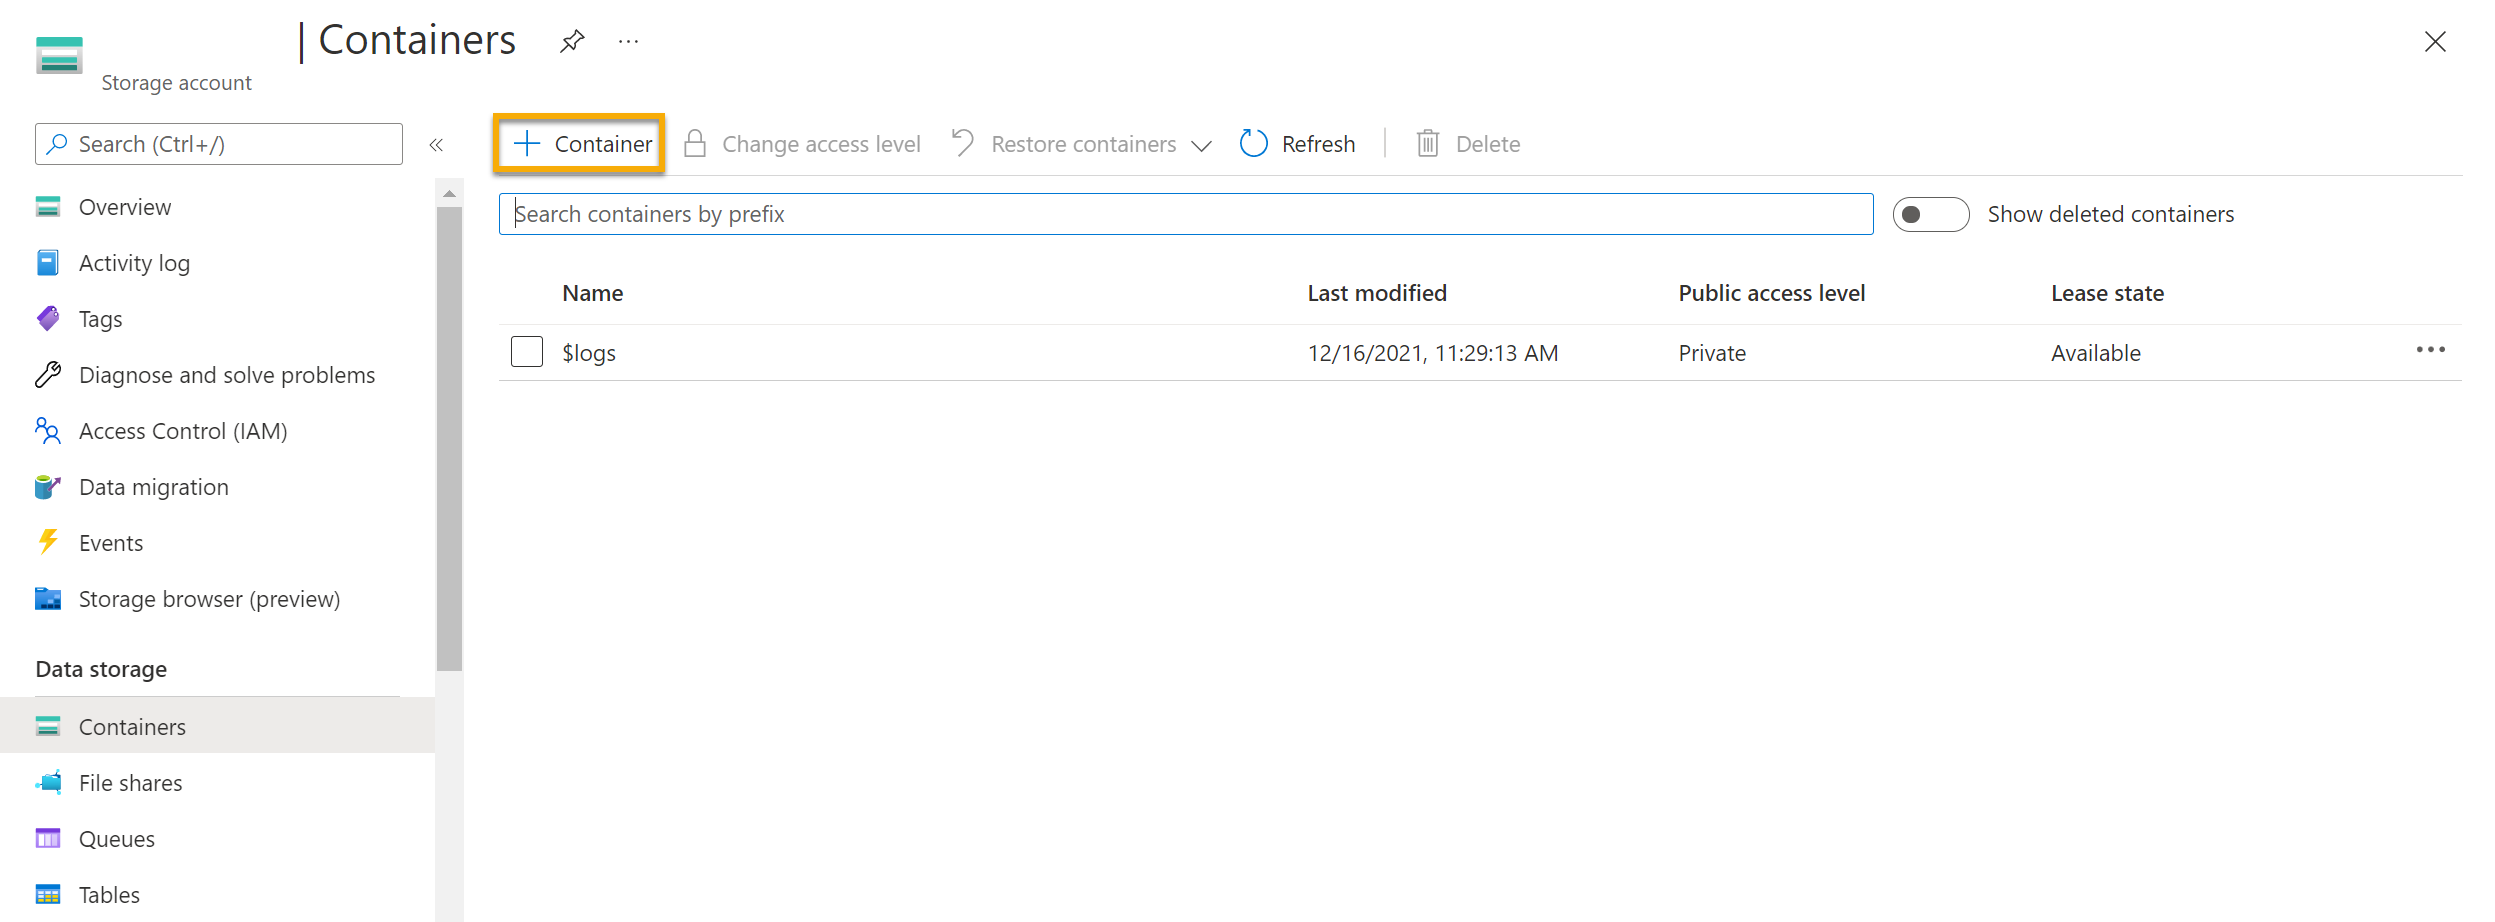 | Containers
...
Storage account
Search (Ctrl+/)
«
Container
Change access level
Restore containers
Refresh
Delete
Overview
Activity log
Tags
Diagnose and solve problems
Access Control (IAM)
Data migration
Events
Storage browser (preview)
Data storage
Containers
File shares
Queues
Tables
Search containers by prefix
Show deleted containers
Name Last modified Public access level Lease state
$logs 12/16/2021, 11:29:13 AM Private Available